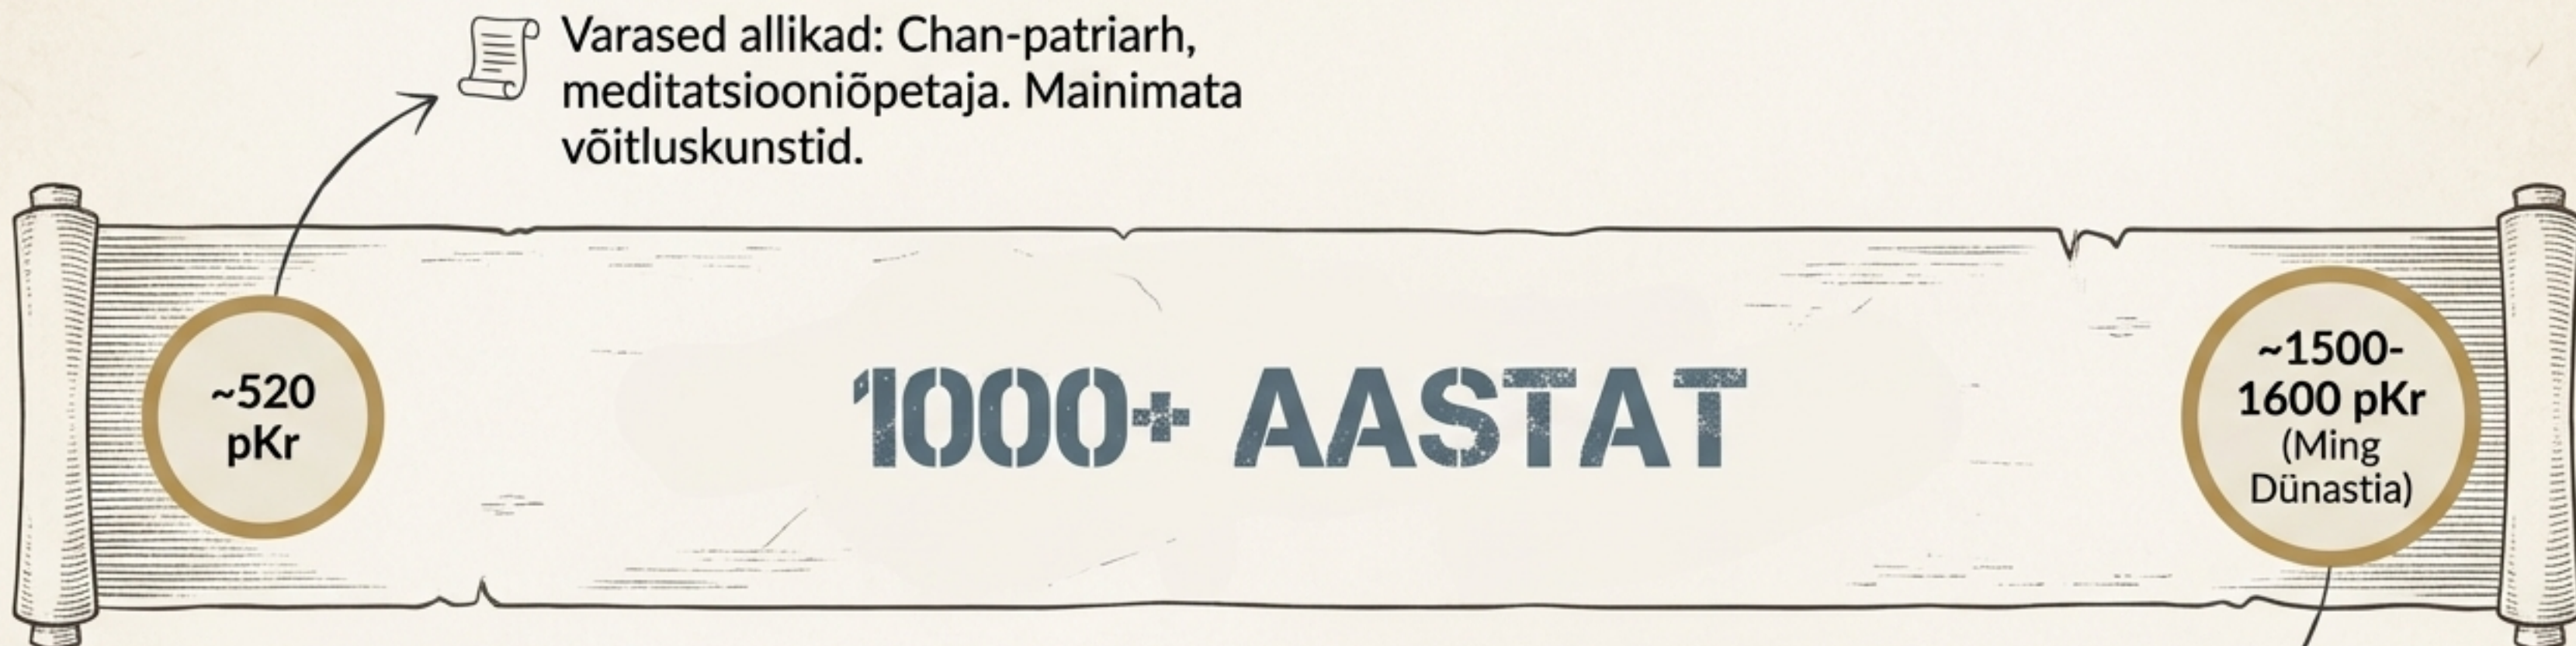 Varased allikad: Chan-patriarh,
meditatsiooniõpetaja. Mainimata
võitluskunstid.
~520
pKr
1000+ AASTAT
~1500-
1600 pKr
(Ming
Dünastia)